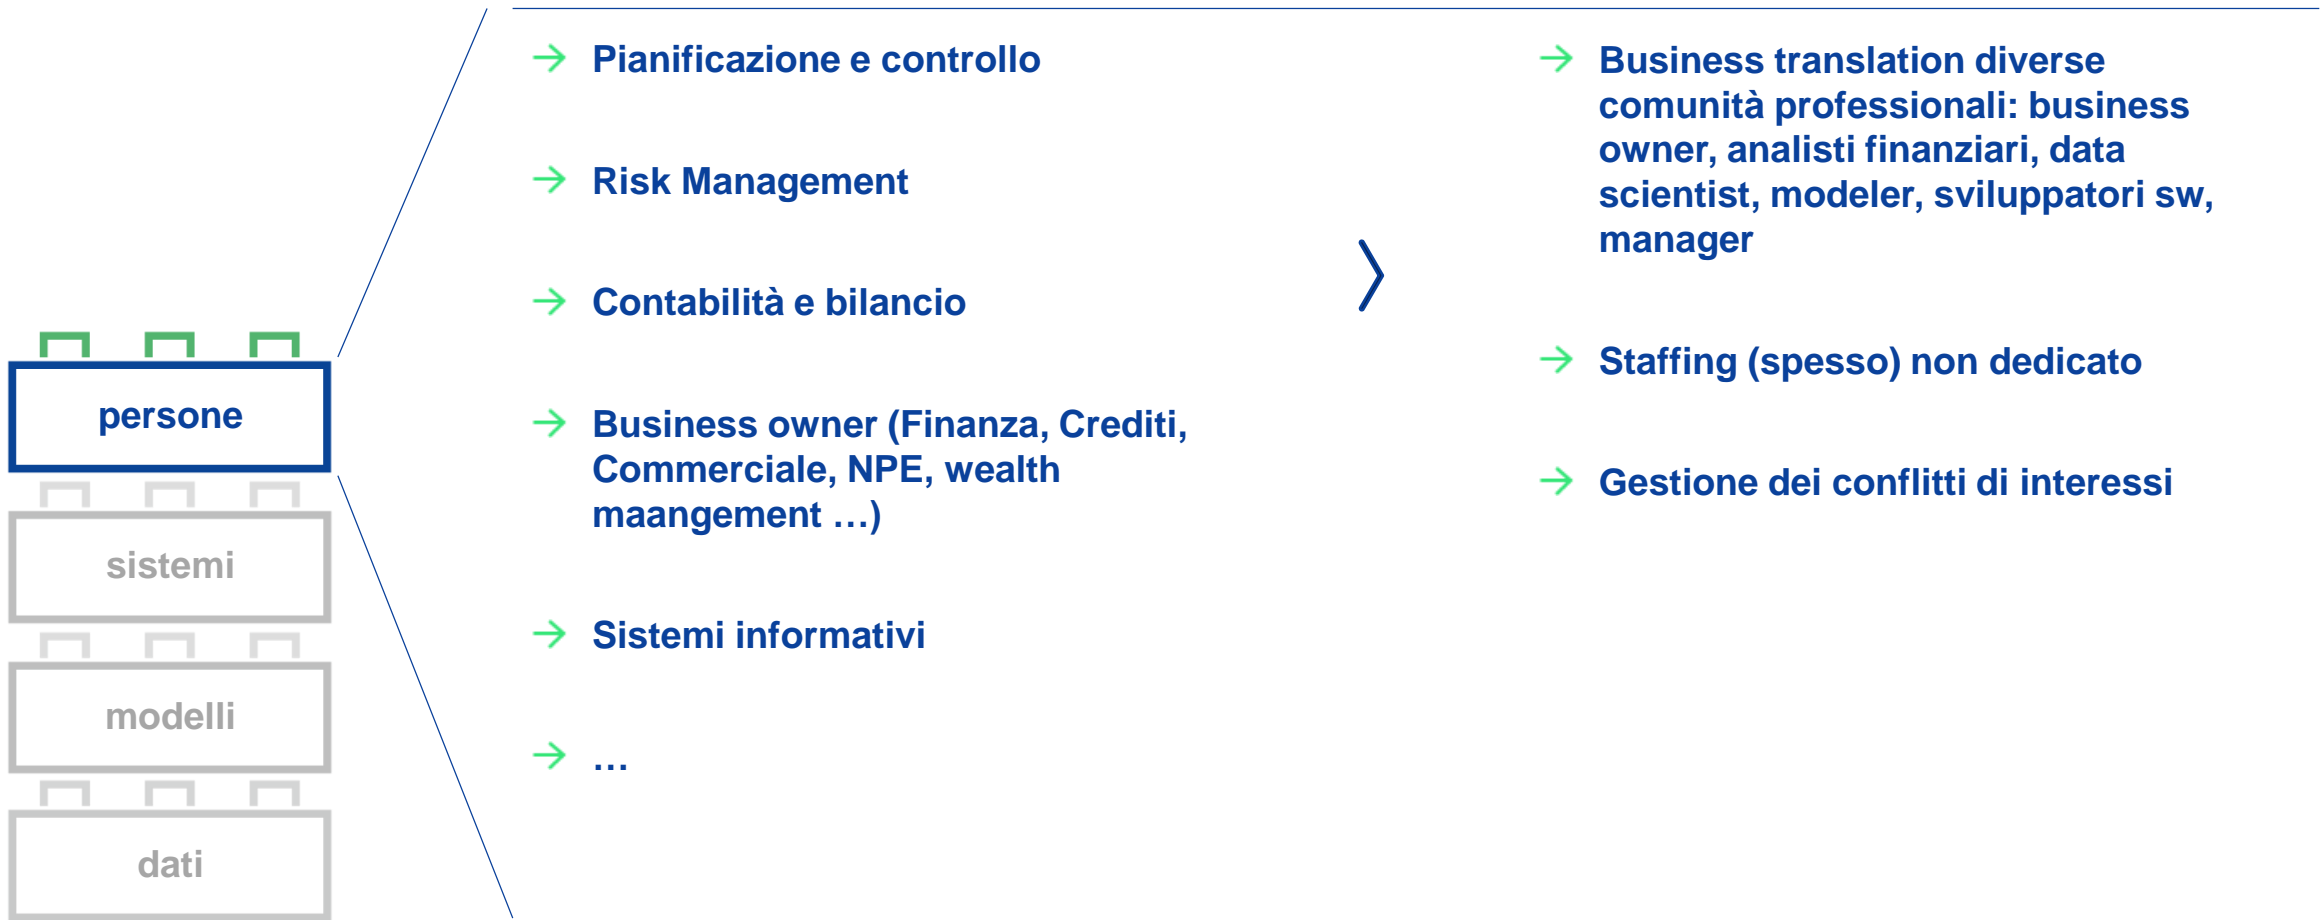 Pianificazione e controllo
Risk Management
Contabilità e bilancio
Business owner (Finanza, Crediti,
Commerciale, NPE, wealth
maangement …)
Sistemi informativi
…
Business translation diverse
comunità professionali: business
owner, analisti finanziari, data
scientist, modeler, sviluppatori sw,
manager
Staffing (spesso) non dedicato
Gestione dei conflitti di interessi
persone
sistemi
modelli
dati